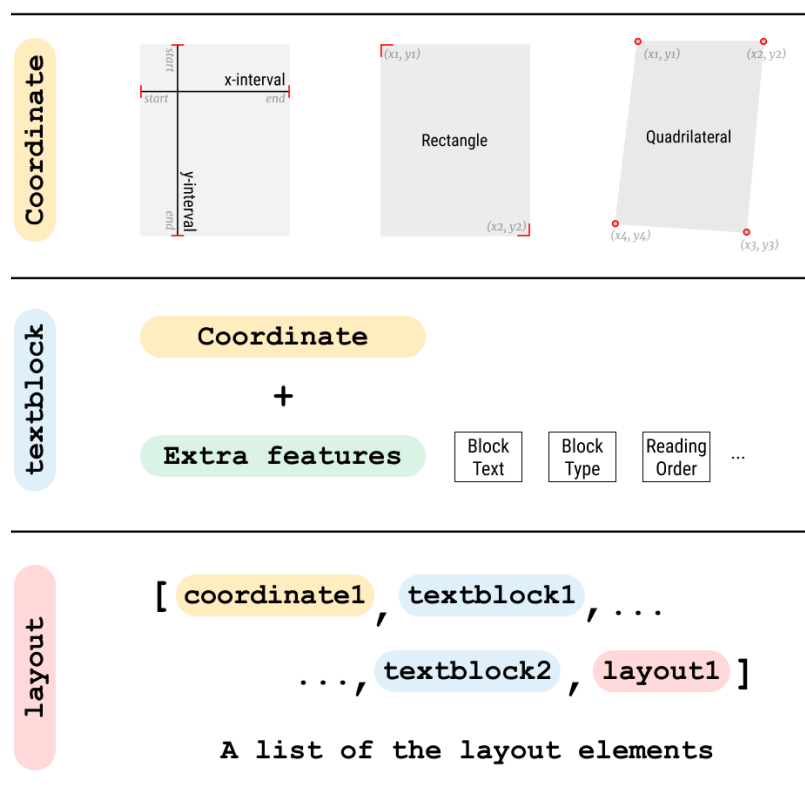 Coordinate
start
x-interval
start
end
y-interval
end
(x1, y1)
Rectangle
(x2, y2)
(x1, y1)
(x2, y2)
Quadrilateral
(x4, y4)
(x3, y3)
textblock
Coordinate
+
Extra features
Block
Text
Block
Type
Reading
Order
...
layout
[ coordinate1, textblock1, ...
..., textblock2, layout1 ]
A list of the layout elements